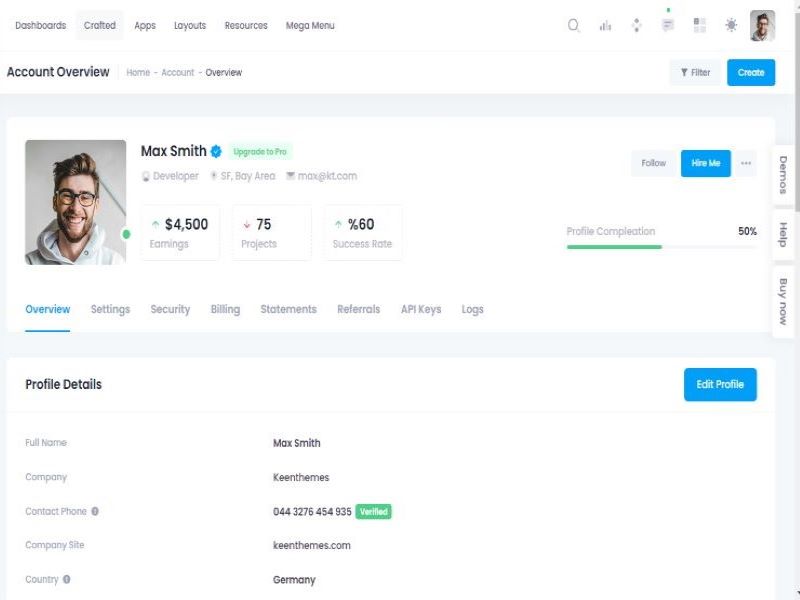 Dashboards Crafted Apps Layouts Resources Mega Menu
Account Overview Home - Account - Overview Filter Create
Max Smith Upgrade to Pro
Developer SF, Bay Area max@kt.com
Follow Hire Me
$4,500 75 %60
Earnings Projects Success Rate
Profile Compleation 50%
Overview Settings Security Billing Statements Referrals API Keys Logs
Demos
Help
Buy now
Profile Details Edit Profile
Full Name Max Smith
Company Keenthemes
Contact Phone 044 3276 454 935 Verified
Company Site keenthemes.com
Country Germany